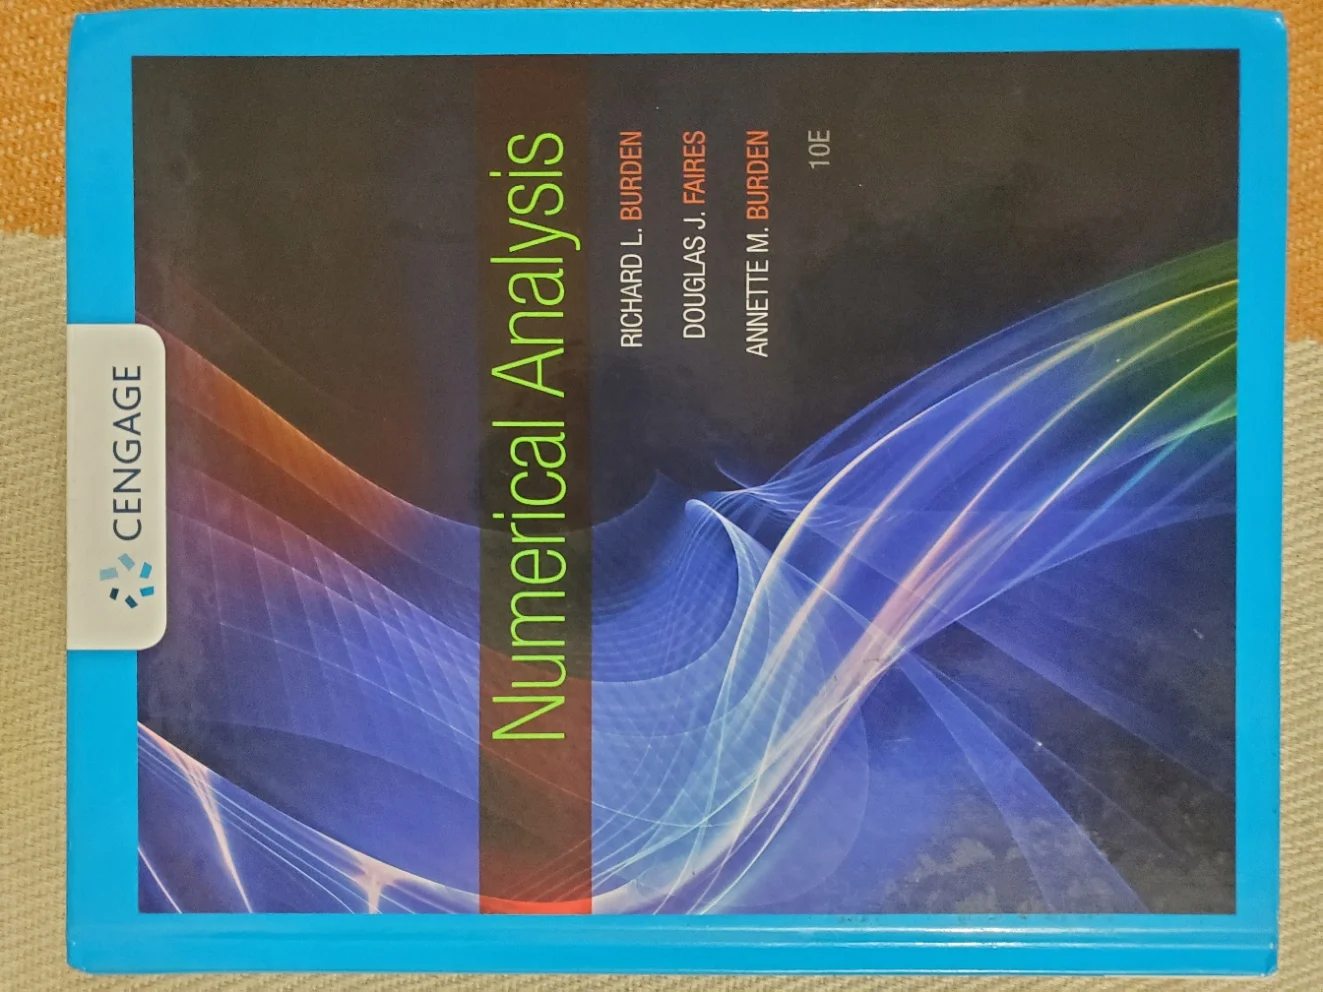 CENGAGE
Numerical Analysis
RICHARD L. BURDEN
DOUGLAS J. FAIRES
ANNETTE M. BURDEN
10E